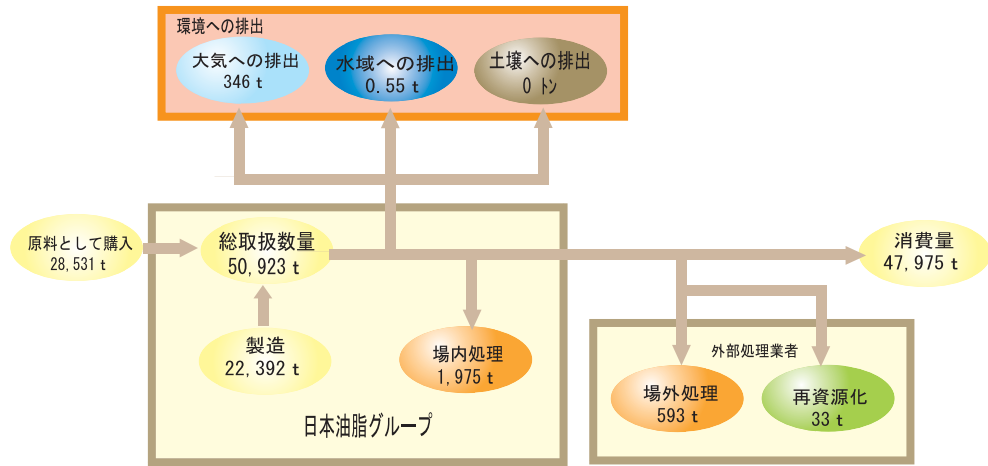 環境への排出
大気への排出
346 t
水域への排出
0.55 t
土壌への排出
0 ﾄﾝ
原料として購入
28,531 t
総取扱数量
50,923 t
消費量
47,975 t
製造
22,392 t
場内処理
1,975 t
外部処理業者
場外処理
593 t
再資源化
33 t
日本油脂グループ